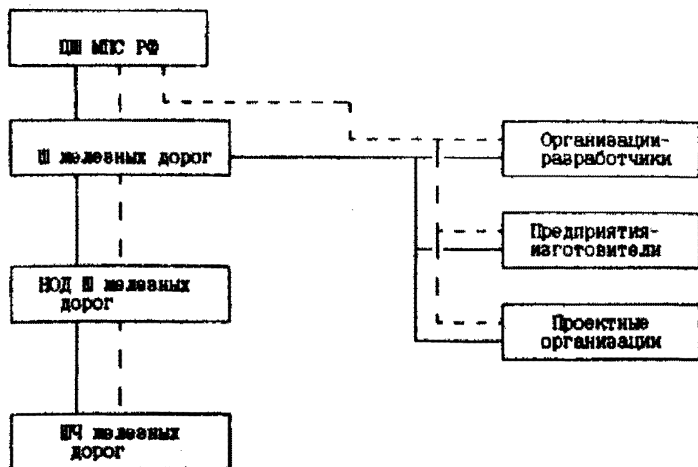 ЦШ МПС РФ
Ш железных дорог
Организации-
разработчики
Предприятия-
изготовители
НОД Ш железных
дорог
Проектные
организации
ШЧ железных
дорог